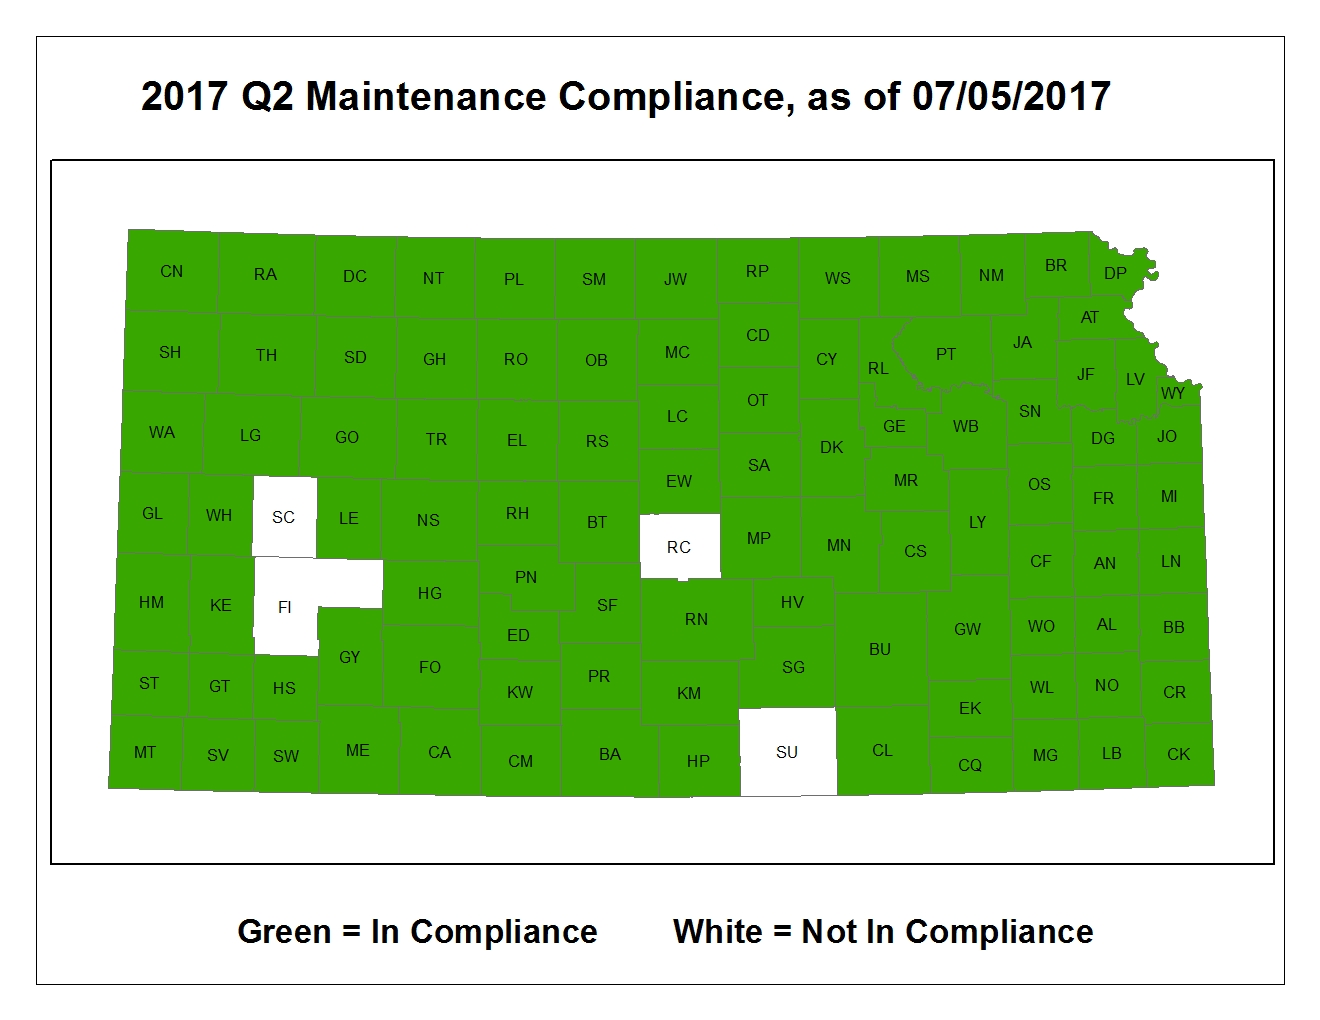 2017 Q2 Maintenance Compliance, as of 07/05/2017
CN RA DC NT PL SM JW RP WS MS NM BR DP
SH TH SD GH RO OB MC CD CY RL PT JA AT
JF LV WY
WA LG GO TR EL RS LC OT DK GE WB SN DG JO
EW SA MR OS FR MI
GL WH SC LE NS RH BT RC MP MN CS LY CF AN LN
HM KE FI HG PN SF RN HV
GY FO ED PR KM SG BU GW WO AL BB
ST GT HS KW EK WL NO CR
MT SV SW ME CA CM BA HP SU CL CQ MG LB CK
Green = In Compliance White = Not In Compliance